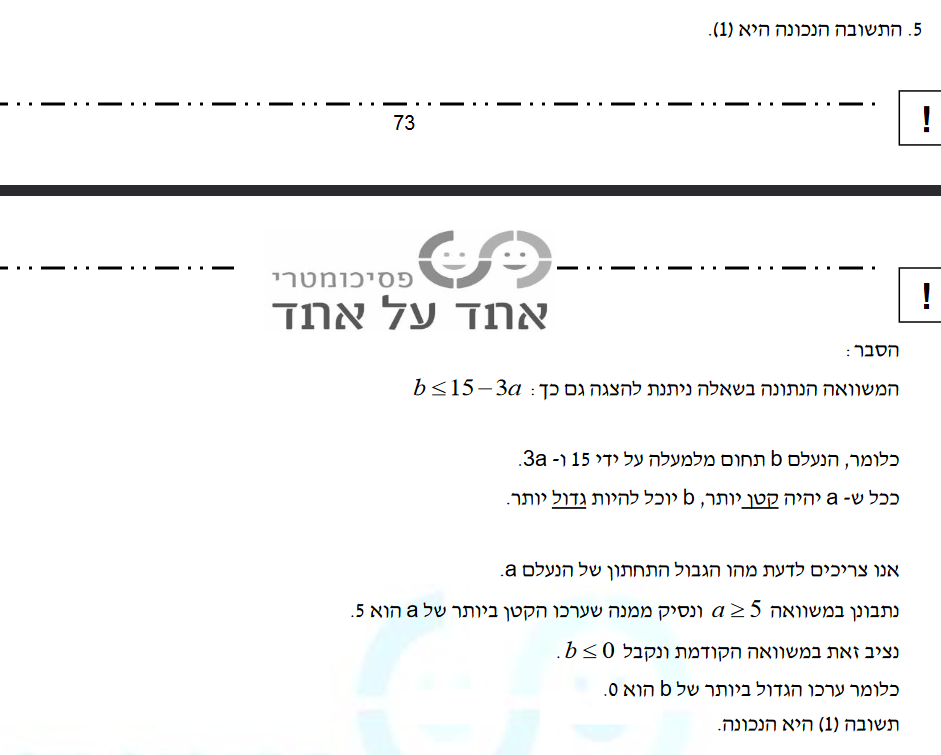 5. התשובה הנכונה היא (1).
!
73
פסיכומטרי
אחד על אחד
!
הסבר:
המשוואה הנתונה בשאלה ניתנת להצגה גם כך: b ≤ 15 − 3a
כלומר, הנעלם b תחום מלמעלה על ידי 15 ו- 3a.
ככל ש- a יהיה קטן יותר, b יוכל להיות גדול יותר.
אנו צריכים לדעת מהו הגבול התחתון של הנעלם a.
נתבונן במשוואה a ≥ 5 ונסיק ממנה שערכו הקטן ביותר של a הוא 5.
נציב זאת במשוואה הקודמת ונקבל b ≤ 0.
כלומר ערכו הגדול ביותר של b הוא 0.
תשובה (1) היא הנכונה.